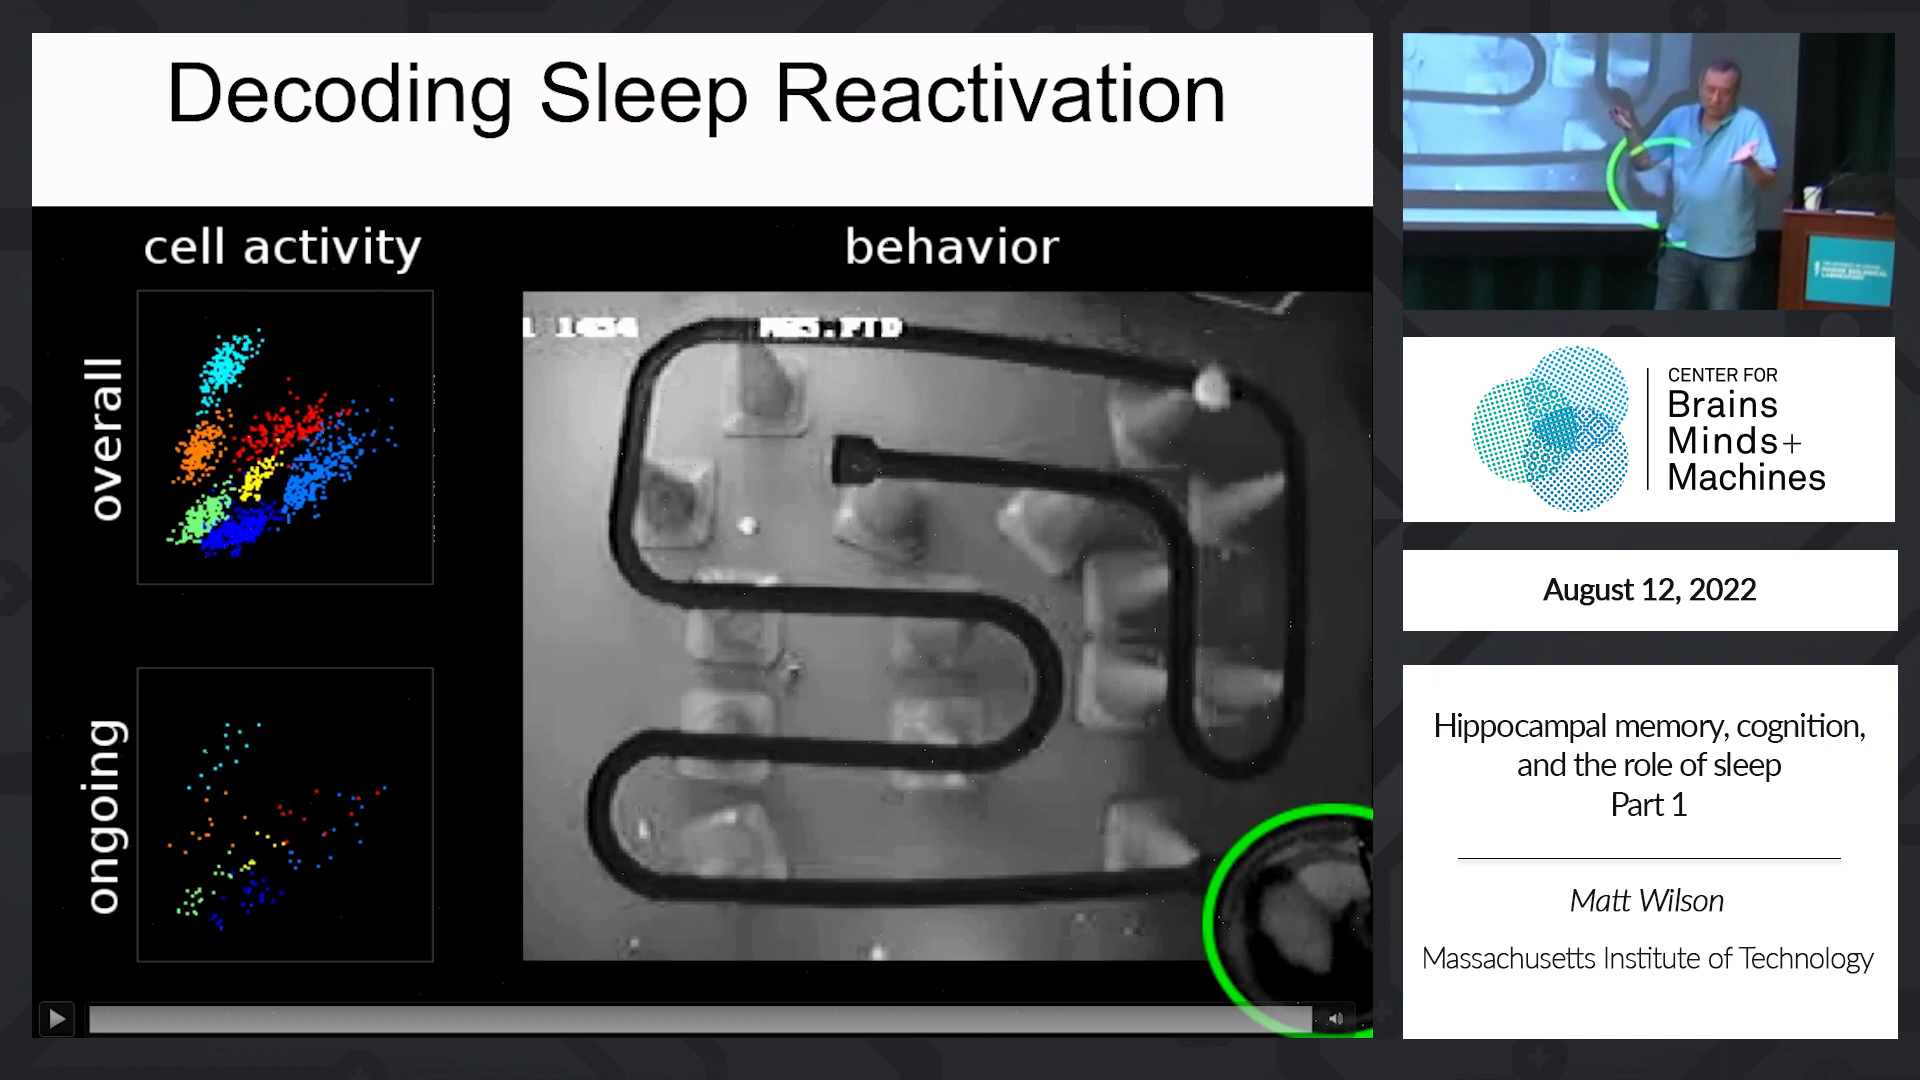 Decoding Sleep Reactivation
cell activity
behavior
overall
ongoing
CENTER FOR
Brains
Minds+
Machines
August 12, 2022
Hippocampal memory, cognition,
and the role of sleep
Part 1
Matt Wilson
Massachusetts Institute of Technology